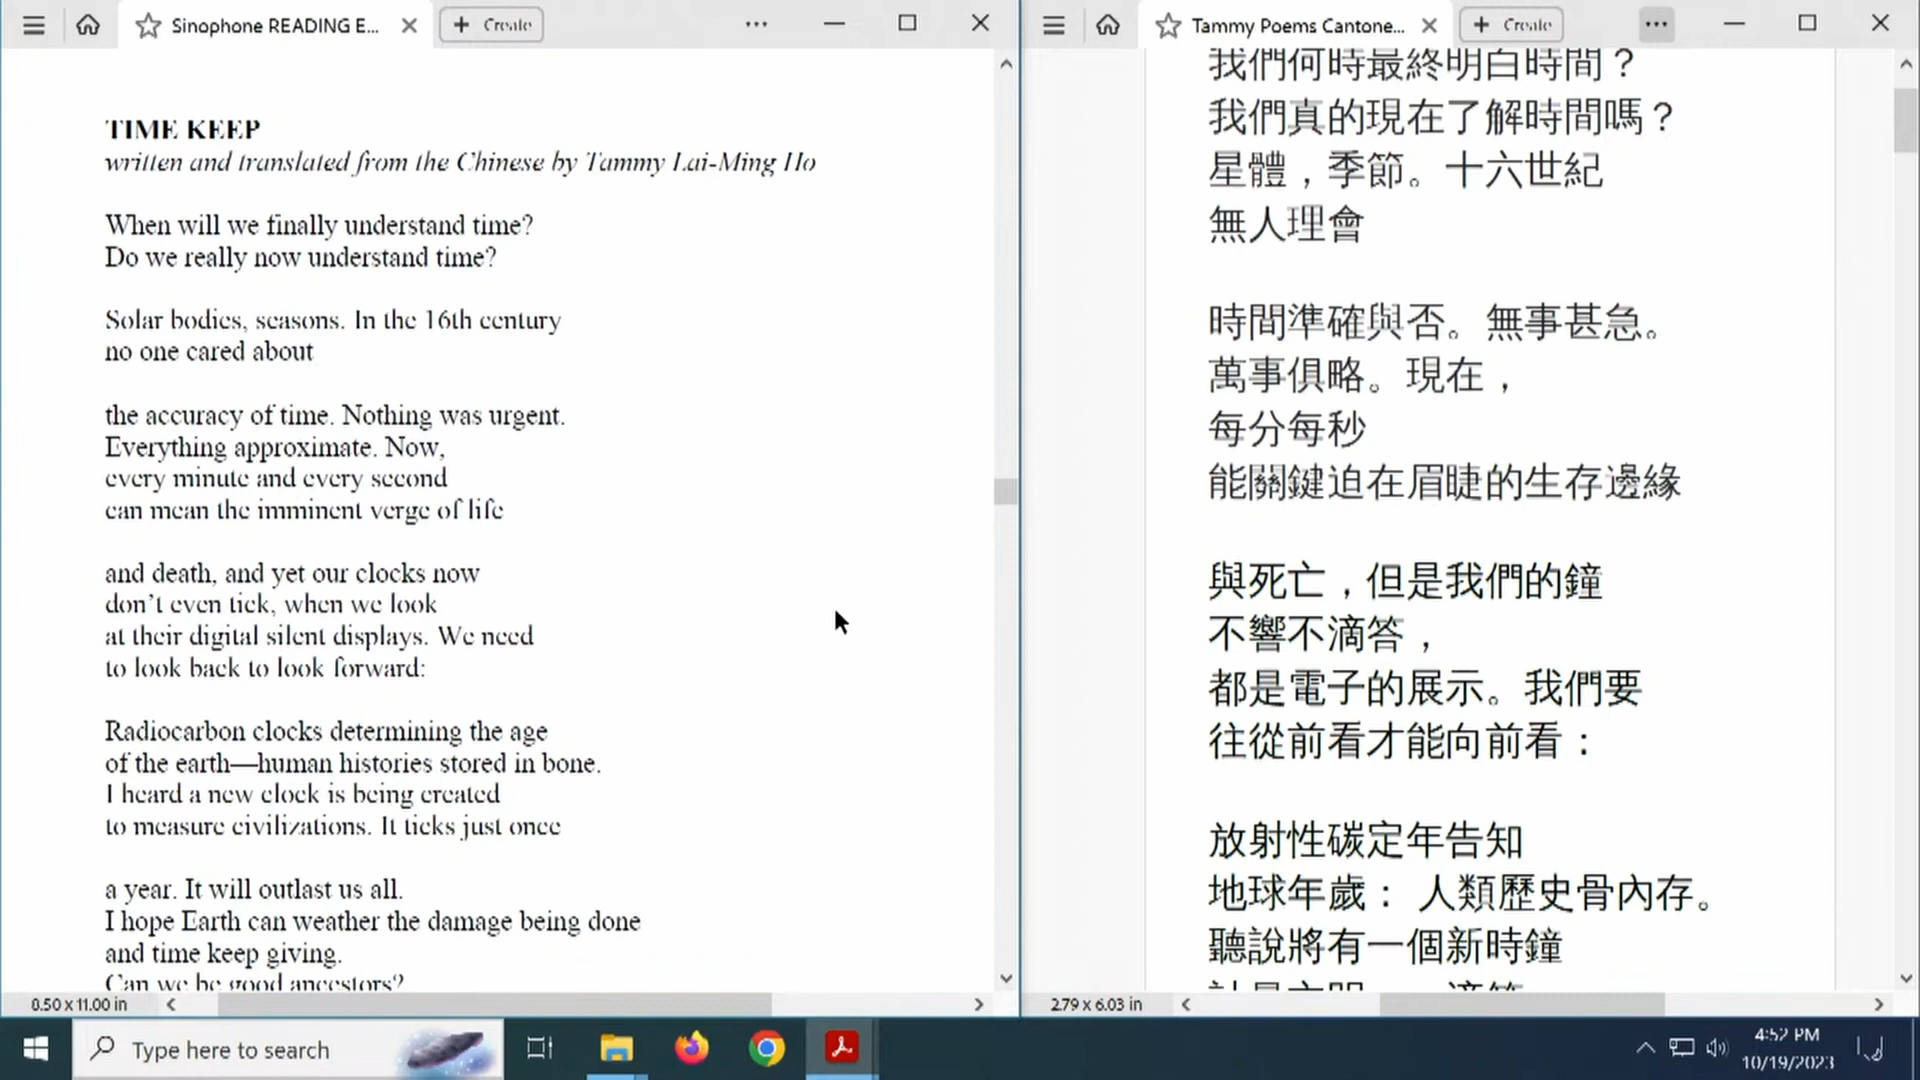 Sinophone READING E...
Create
TIME KEEP
written and translated from the Chinese by Tammy Lai-Ming Ho
When will we finally understand time?
Do we really now understand time?
Solar bodies, seasons. In the 16th century
no one cared about
the accuracy of time. Nothing was urgent.
Everything approximate. Now,
every minute and every second
can mean the imminent verge of life
and death, and yet our clocks now
don't even tick, when we look
at their digital silent displays. We need
to look back to look forward:
Radiocarbon clocks determining the age
of the earth—human histories stored in bone.
I heard a new clock is being created
to measure civilizations. It ticks just once
a year. It will outlast us all.
I hope Earth can weather the damage being done
and time keep giving.
Can we be good ancestors?
8.50 x 11.00 in
Tammy Poems Cantone...
Create
我們何時最終明白時間？
我們真的現在了解時間嗎？
星體，季節。十六世紀
無人理會
時間準確與否。無事甚急。
萬事俱略。現在，
每分每秒
能關鍵迫在眉睫的生存邊緣
與死亡，但是我們的鐘
不響不滴答，
都是電子的展示。我們要
往從前看才能向前看：
放射性碳定年告知
地球年歲： 人類歷史骨內存。
聽說將有一個新時鐘
2.79 x 6.03 in
Type here to search
4:52 PM
10/19/2023